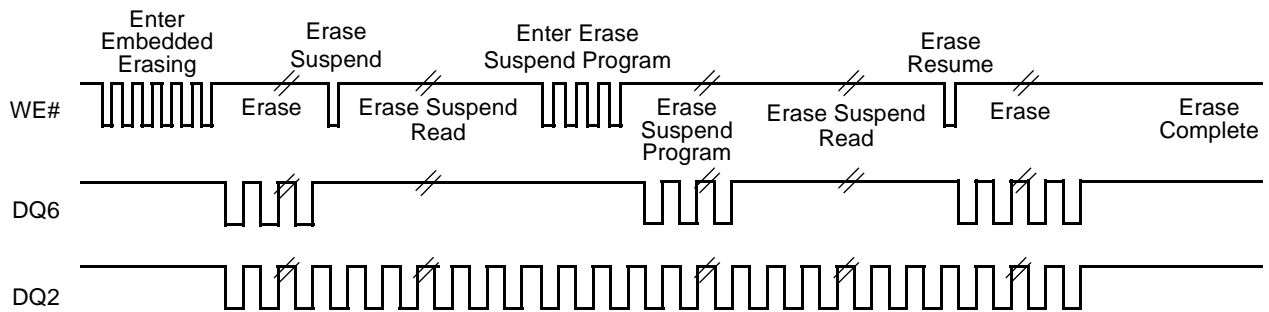 Enter
Embedded
Erasing
Erase
Suspend
Enter Erase
Suspend Program
Erase
Resume
WE#
Erase
Erase Suspend
Read
Erase
Suspend
Program
Erase Suspend
Read
Erase
Erase
Complete
DQ6
DQ2